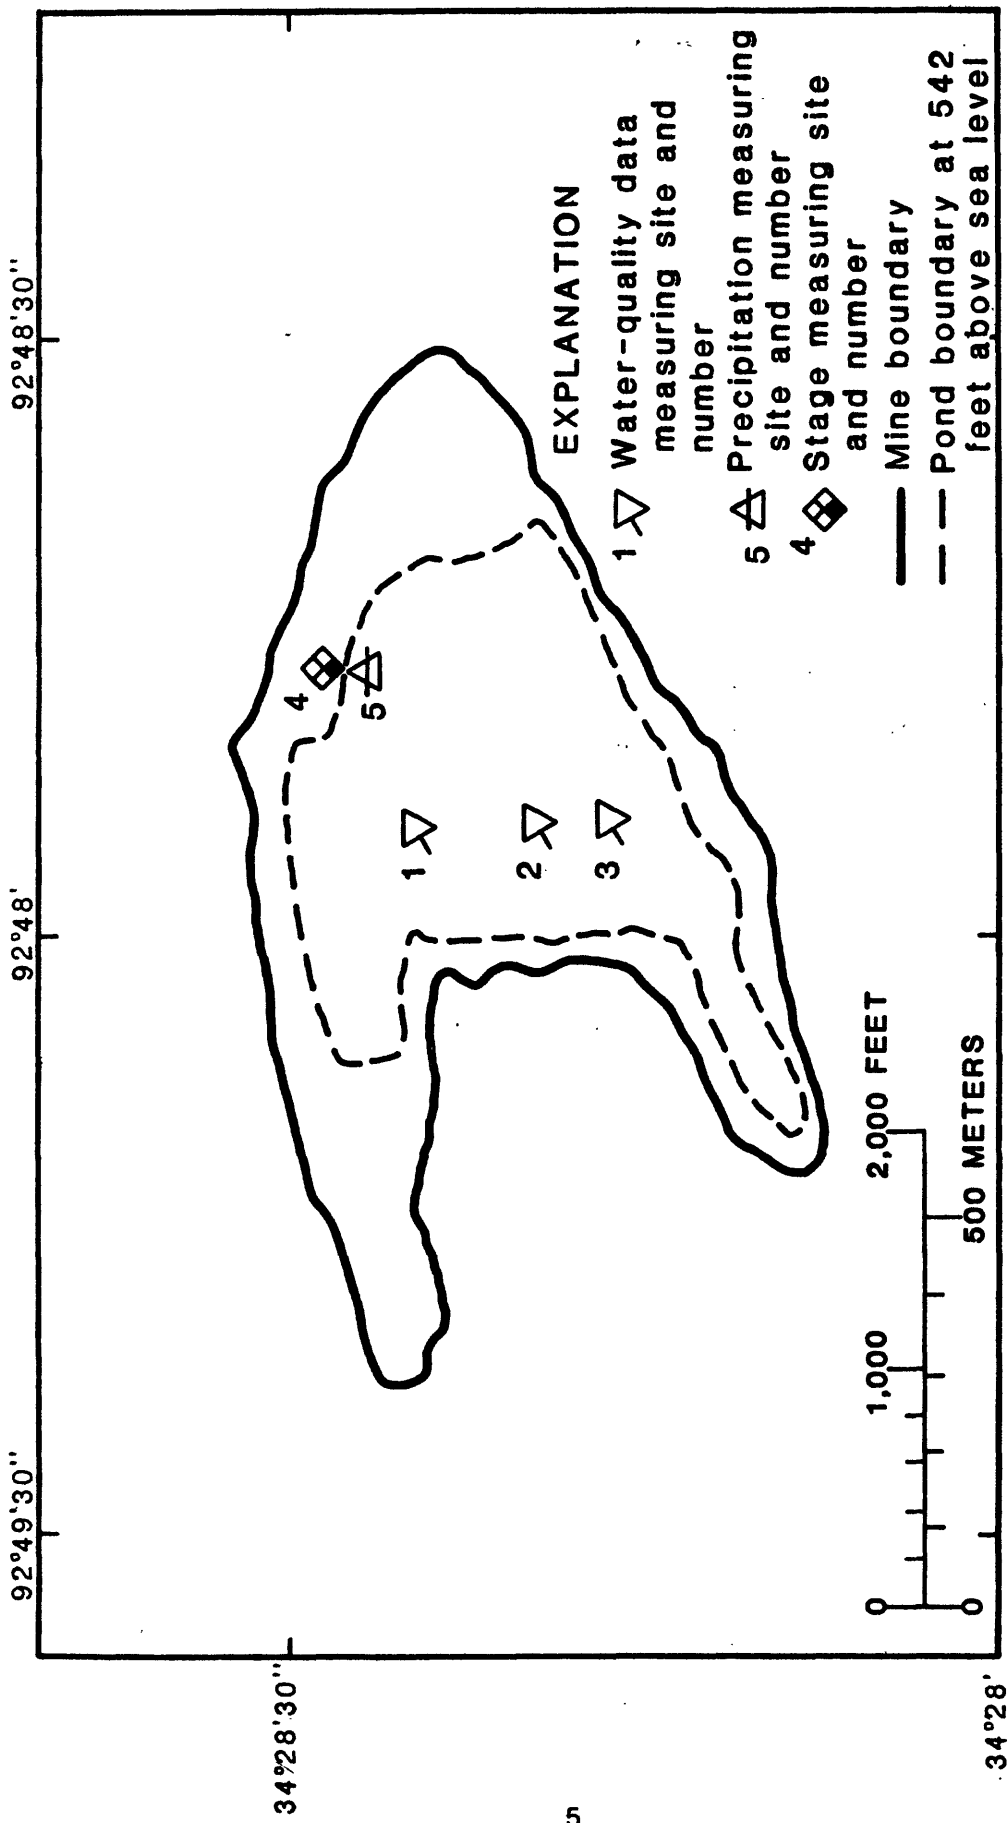 92°49'30"
92°48'
92°48'30"
34°28'30"
34°28'
4
5
1
2
3
EXPLANATION
1 Water-quality data
measuring site and
number
5 Precipitation measuring
site and number
4 Stage measuring site
and number
Mine boundary
Pond boundary at 542
feet above sea level
0 1,000 2,000 FEET
0 500 METERS
5